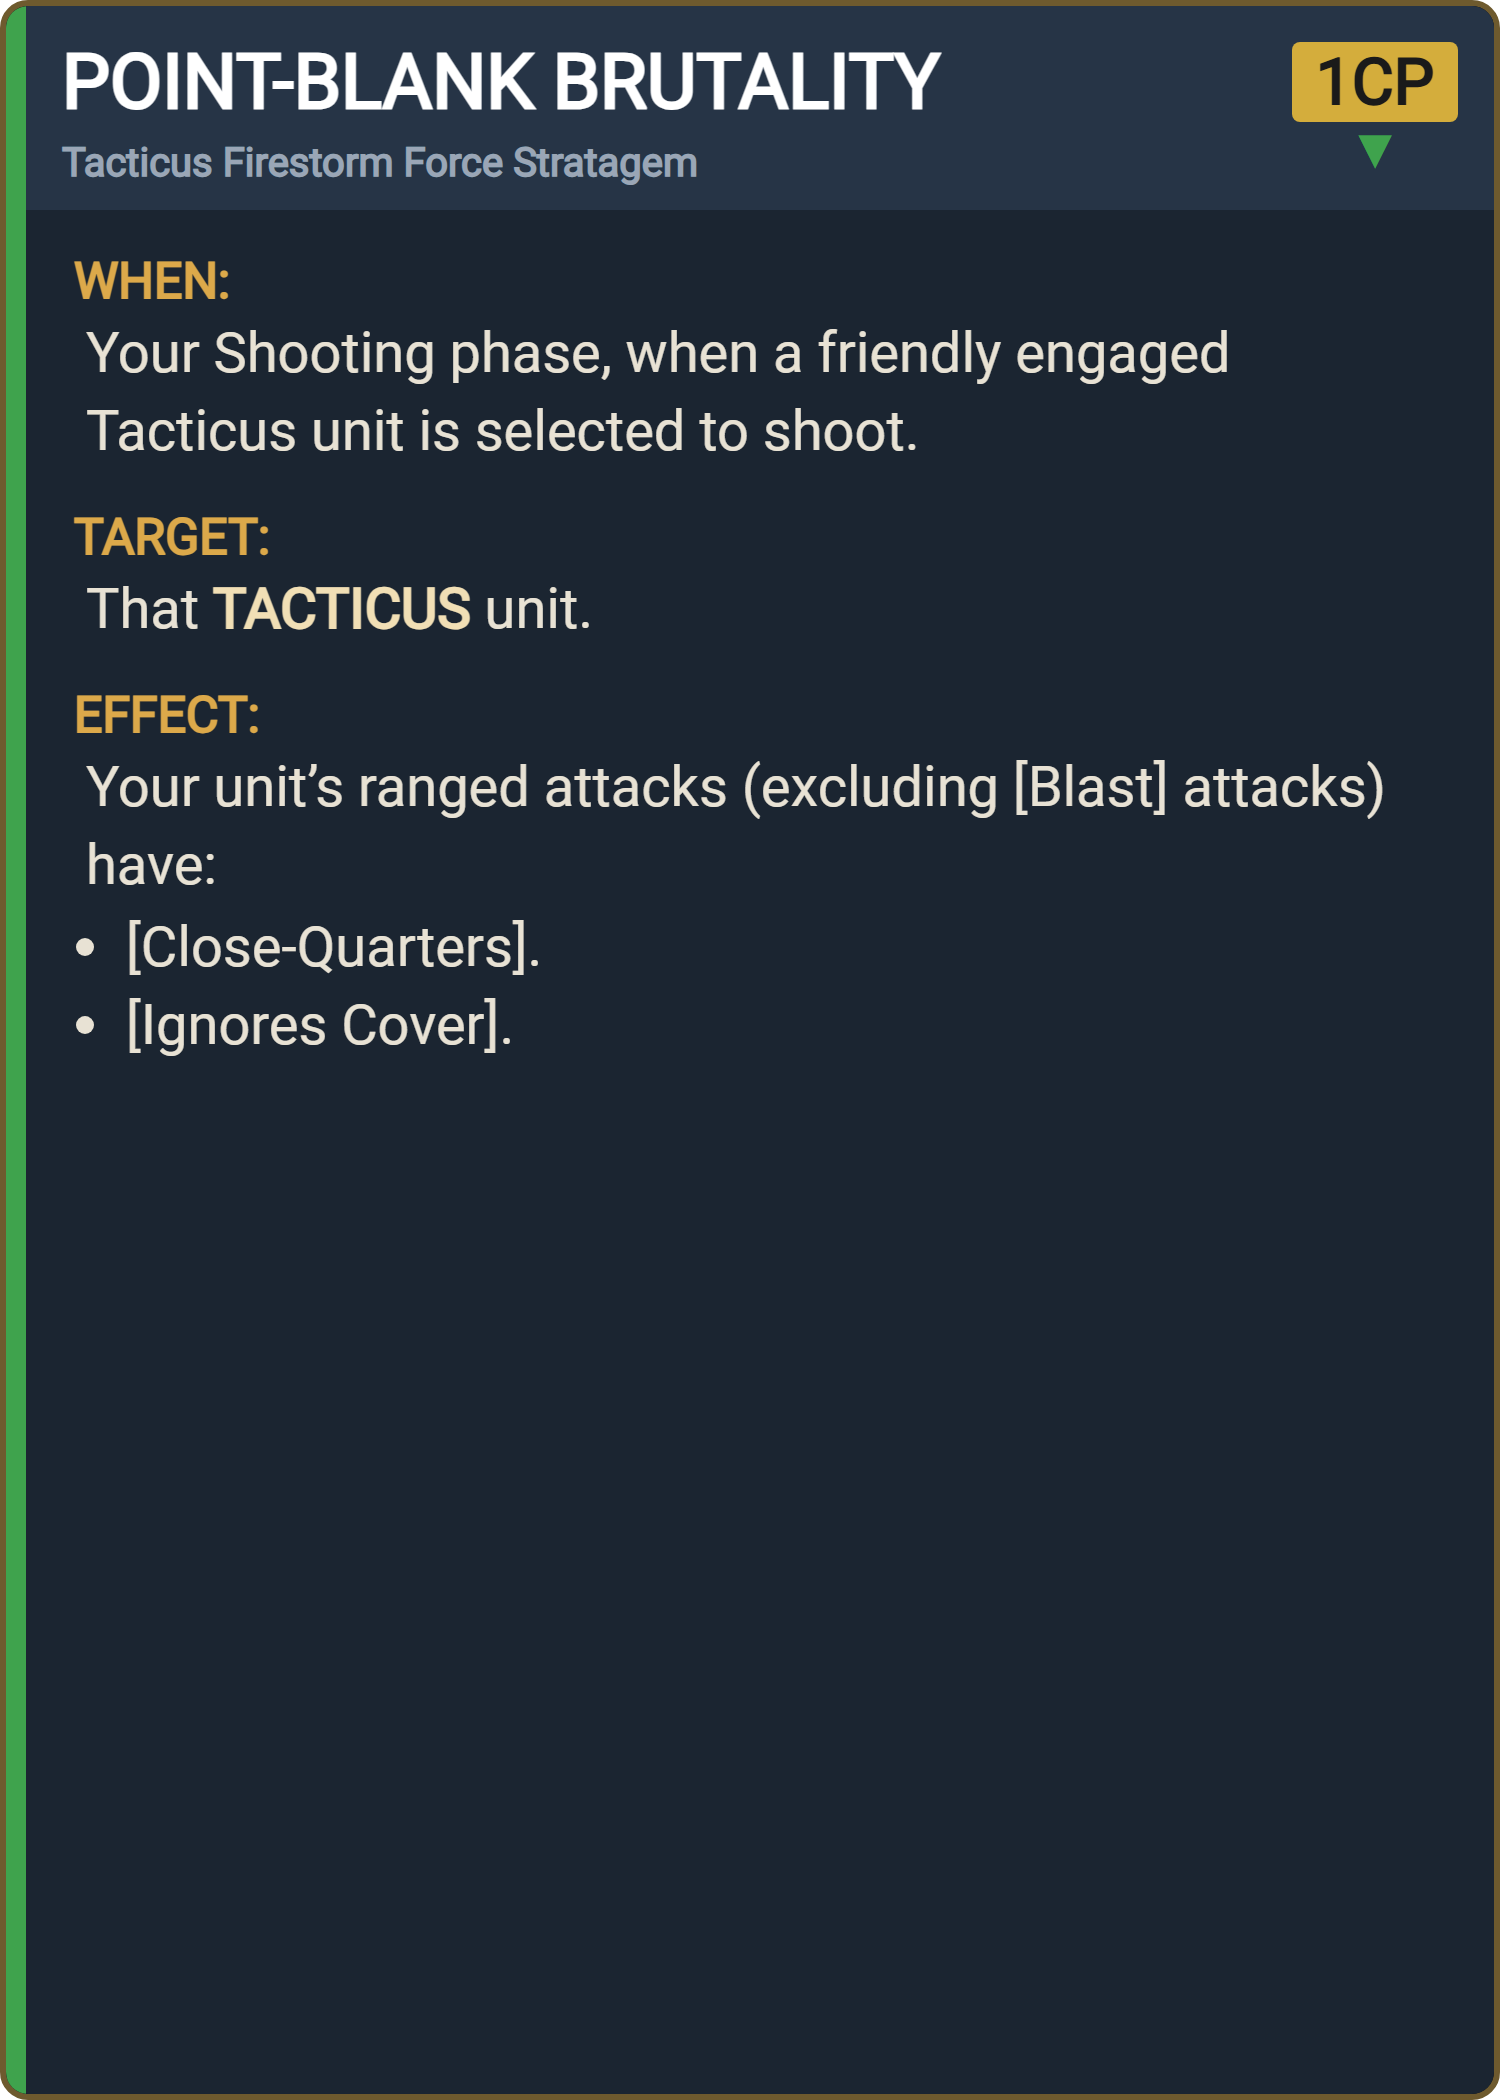 POINT-BLANK BRUTALITY
1CP
Tacticus Firestorm Force Stratagem
WHEN:
Your Shooting phase, when a friendly engaged
Tacticus unit is selected to shoot.
TARGET:
That TACTICUS unit.
EFFECT:
Your unit’s ranged attacks (excluding [Blast] attacks)
have:
• [Close-Quarters].
• [Ignores Cover].